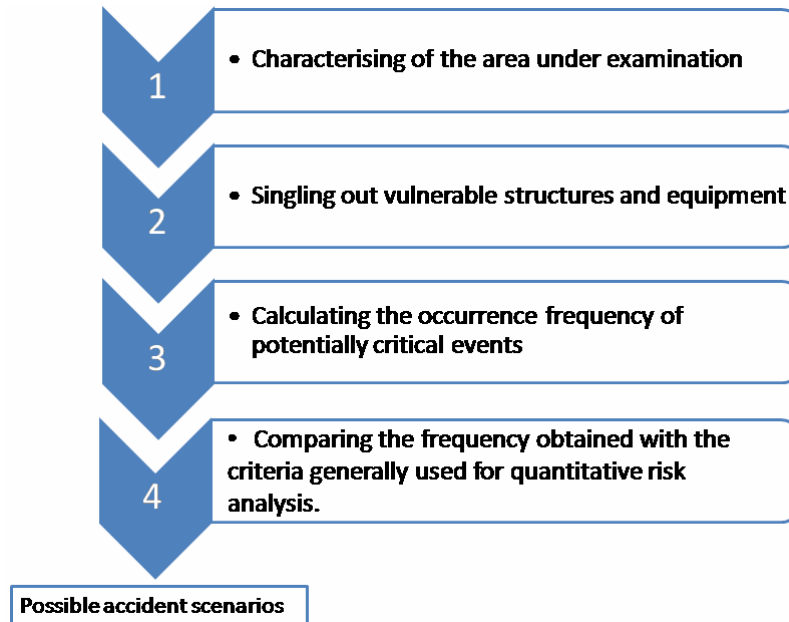 1
• Characterising of the area under examination
2
• Singling out vulnerable structures and equipment
3
• Calculating the occurrence frequency of
potentially critical events
4
• Comparing the frequency obtained with the
criteria generally used for quantitative risk
analysis.
Possible accident scenarios